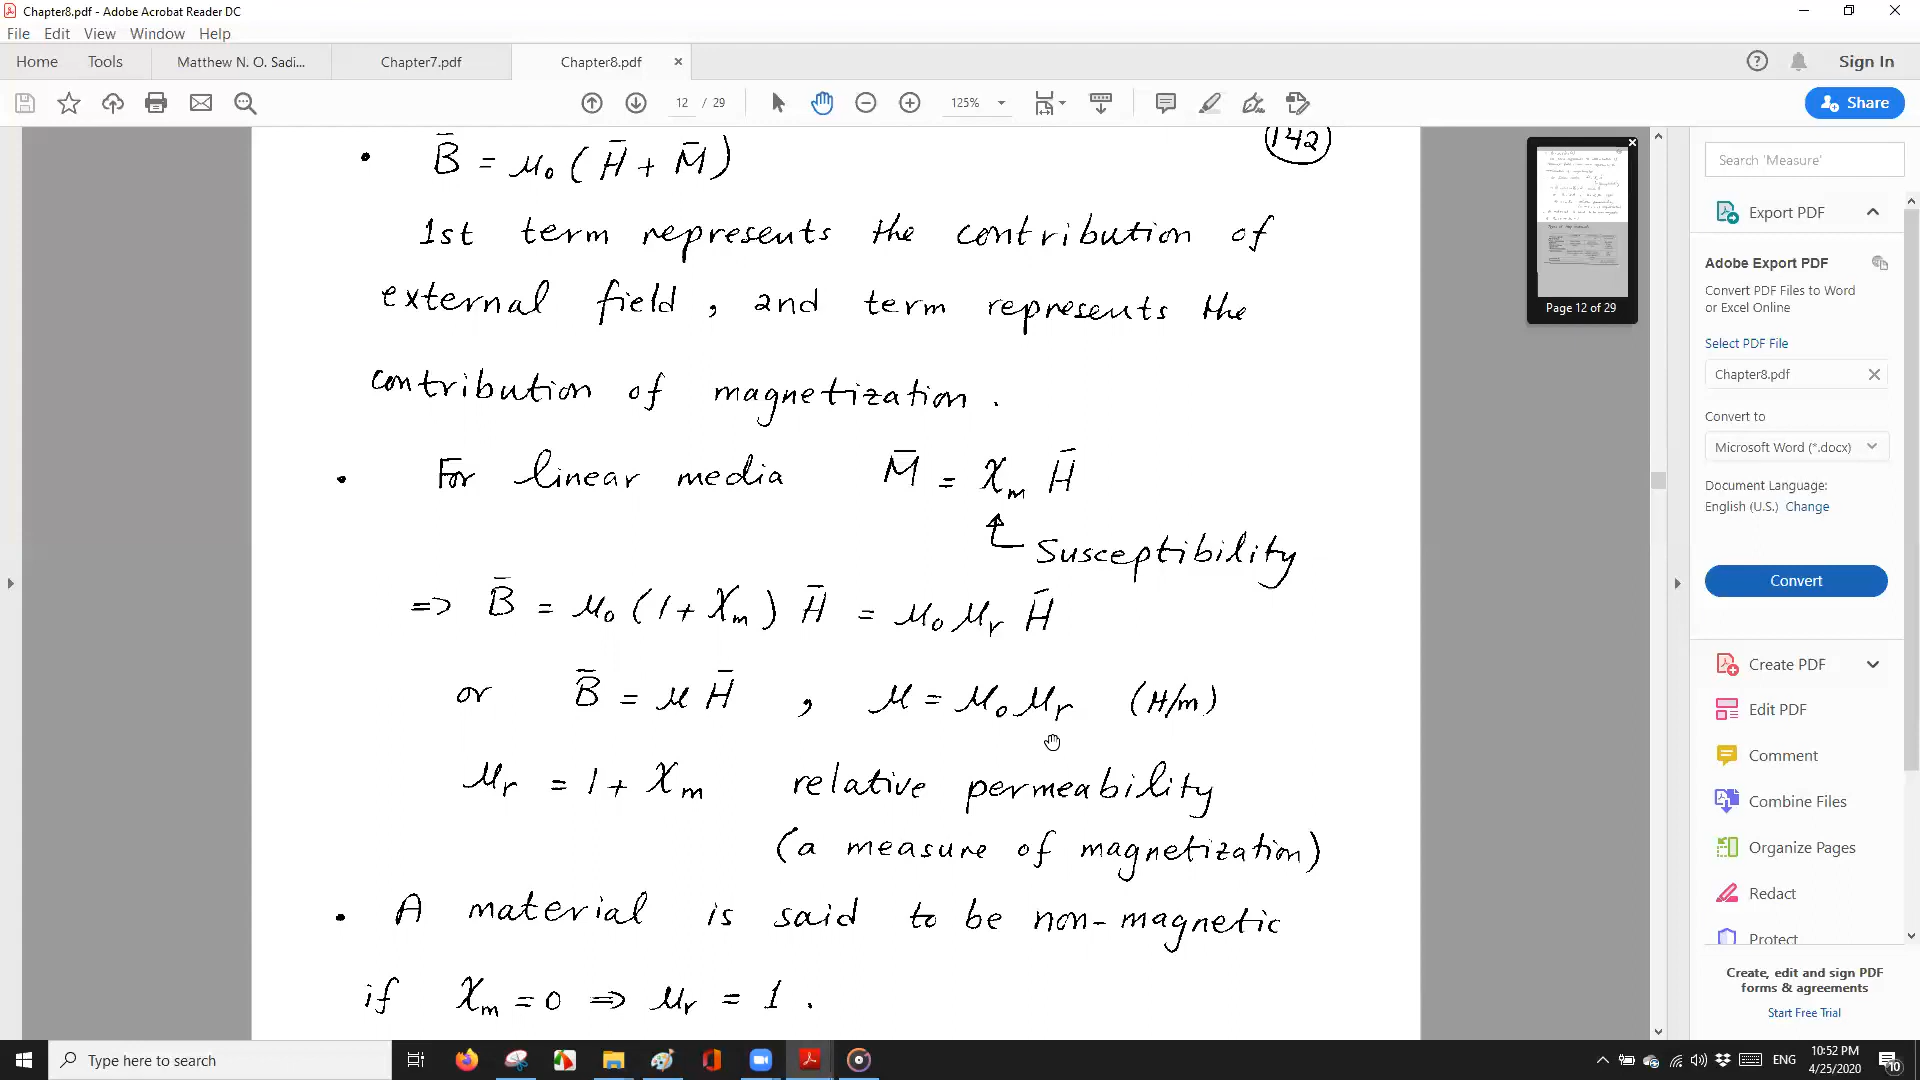 Chapter8.pdf - Adobe Acrobat Reader DC
File Edit View Window Help
Home Tools Matthew N. O. Sadi... Chapter7.pdf Chapter8.pdf ×
? Sign In
12 / 29 125% Share
(142)
• B̄ = μ₀ ( H̄ + M̄ )
1st term represents the contribution of
external field, 2nd term represents the
contribution of magnetization.
• For linear media M̄ = χₘ H̄
Susceptibility
=> B̄ = μ₀ ( 1 + χₘ ) H̄ = μ₀ μᵣ H̄
or B̄ = μ H̄ , μ = μ₀ μᵣ (H/m)
μᵣ = 1 + χₘ relative permeability
(a measure of magnetization)
• A material is said to be non-magnetic
if χₘ = 0 => μᵣ = 1 .
Page 12 of 29
Search 'Measure'
Export PDF
Adobe Export PDF
Convert PDF Files to Word
or Excel Online
Select PDF File
Chapter8.pdf
Convert to
Microsoft Word (*.docx)
Document Language:
English (U.S.) Change
Convert
Create PDF
Edit PDF
Comment
Combine Files
Organize Pages
Redact
Protect
Create, edit and sign PDF
forms & agreements
Start Free Trial
Type here to search
ENG
10:52 PM
4/25/2020
10